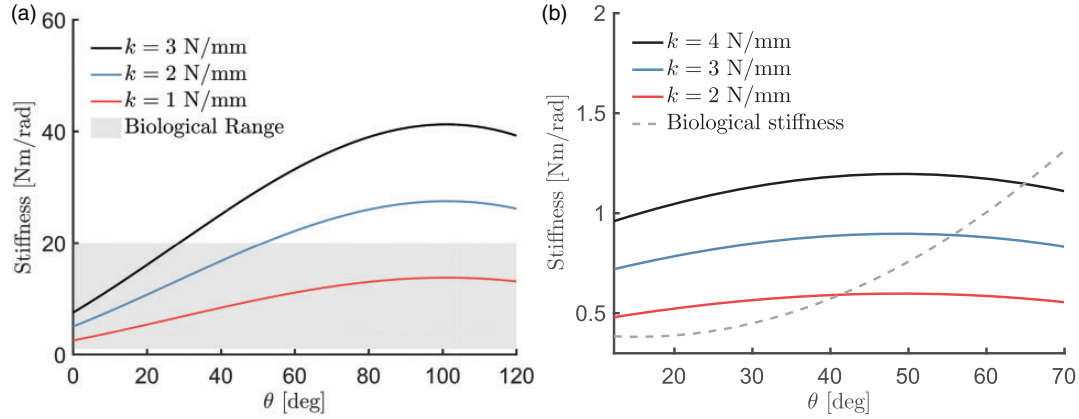 (a)
60
40
20
0
Stiffness [Nm/rad]
k = 3 N/mm
k = 2 N/mm
k = 1 N/mm
Biological Range
0 20 40 60 80 100 120
θ [deg]
(b)
2
1.5
1
0.5
Stiffness [Nm/rad]
k = 4 N/mm
k = 3 N/mm
k = 2 N/mm
Biological stiffness
20 30 40 50 60 70
θ [deg]